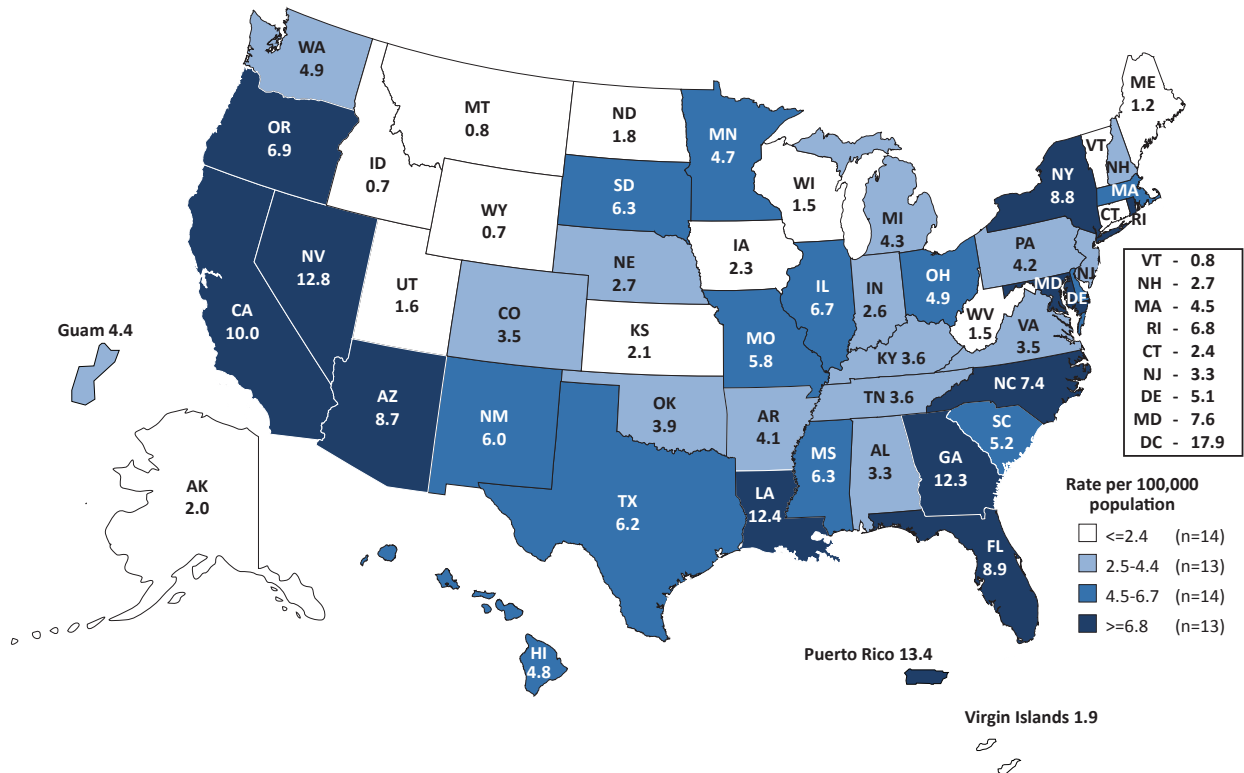 WA
4.9
OR
6.9
CA
10.0
NV
12.8
ID
0.7
MT
0.8
WY
0.7
UT
1.6
AZ
8.7
CO
3.5
NM
6.0
ND
1.8
SD
6.3
NE
2.7
KS
2.1
OK
3.9
TX
6.2
MN
4.7
IA
2.3
MO
5.8
AR
4.1
LA
12.4
WI
1.5
IL
6.7
MS
6.3
MI
4.3
IN
2.6
KY 3.6
TN 3.6
AL
3.3
OH
4.9
WV
1.5
GA
12.3
FL
8.9
SC
5.2
NC 7.4
VA
3.5
PA
4.2
NY
8.8
ME
1.2
VT
NH
MA
CT
RI
NJ
MD
DE
VT - 0.8
NH - 2.7
MA - 4.5
RI - 6.8
CT - 2.4
NJ - 3.3
DE - 5.1
MD - 7.6
DC - 17.9
Guam 4.4
AK
2.0
HI
4.8
Puerto Rico 13.4
Virgin Islands 1.9
Rate per 100,000
population
<=2.4 (n=14)
2.5-4.4 (n=13)
4.5-6.7 (n=14)
>=6.8 (n=13)